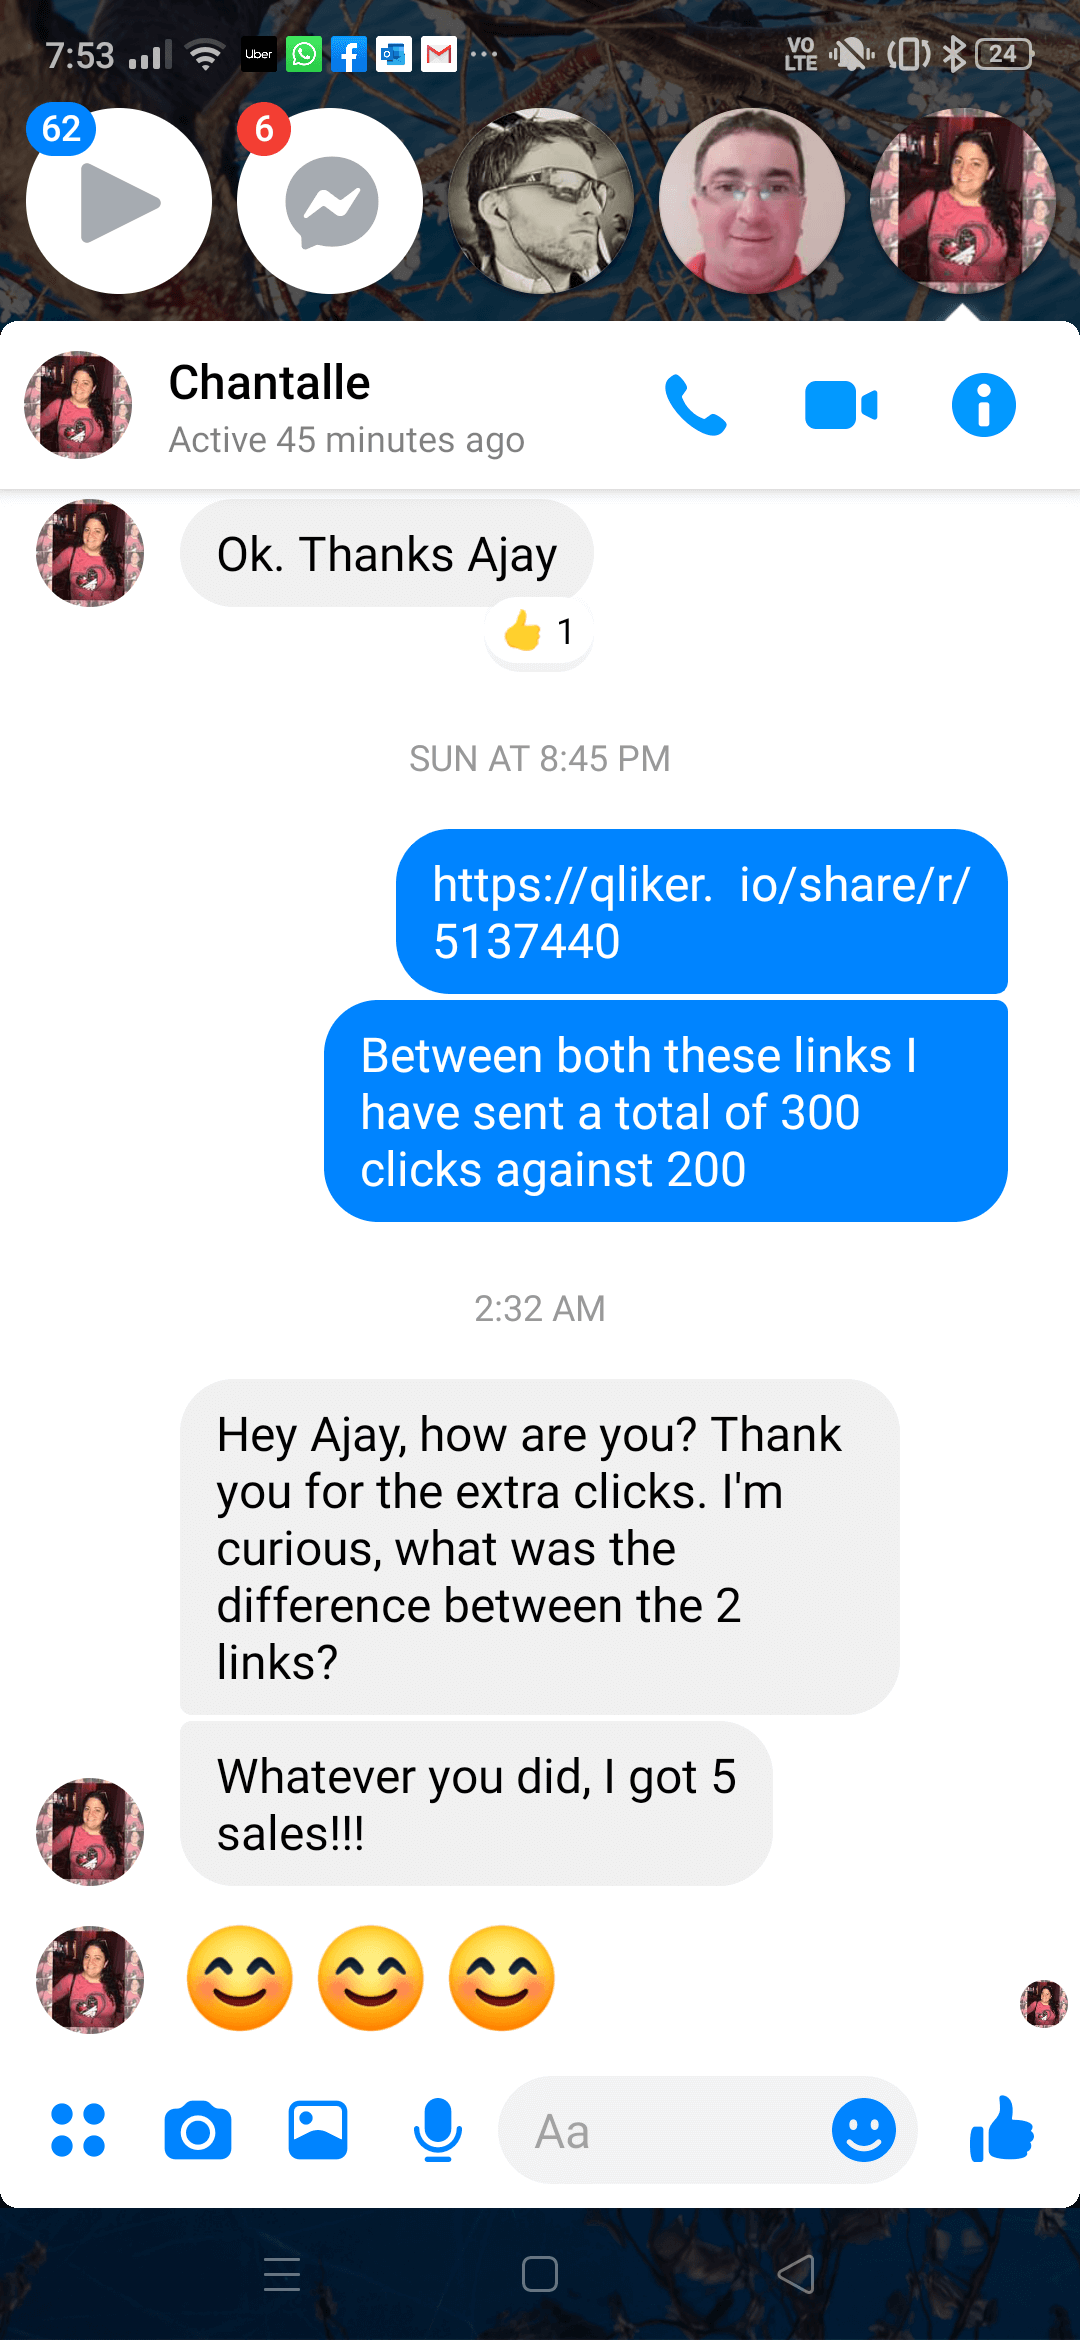 7:53
Uber
VO
LTE
24
62
6
Chantalle
Active 45 minutes ago
Ok. Thanks Ajay
👍 1
SUN AT 8:45 PM
https://qliker.  io/share/r/
5137440
Between both these links I
have sent a total of 300
clicks against 200
2:32 AM
Hey Ajay, how are you? Thank
you for the extra clicks. I'm
curious, what was the
difference between the 2
links?
Whatever you did, I got 5
sales!!!
😊 😊 😊
Aa